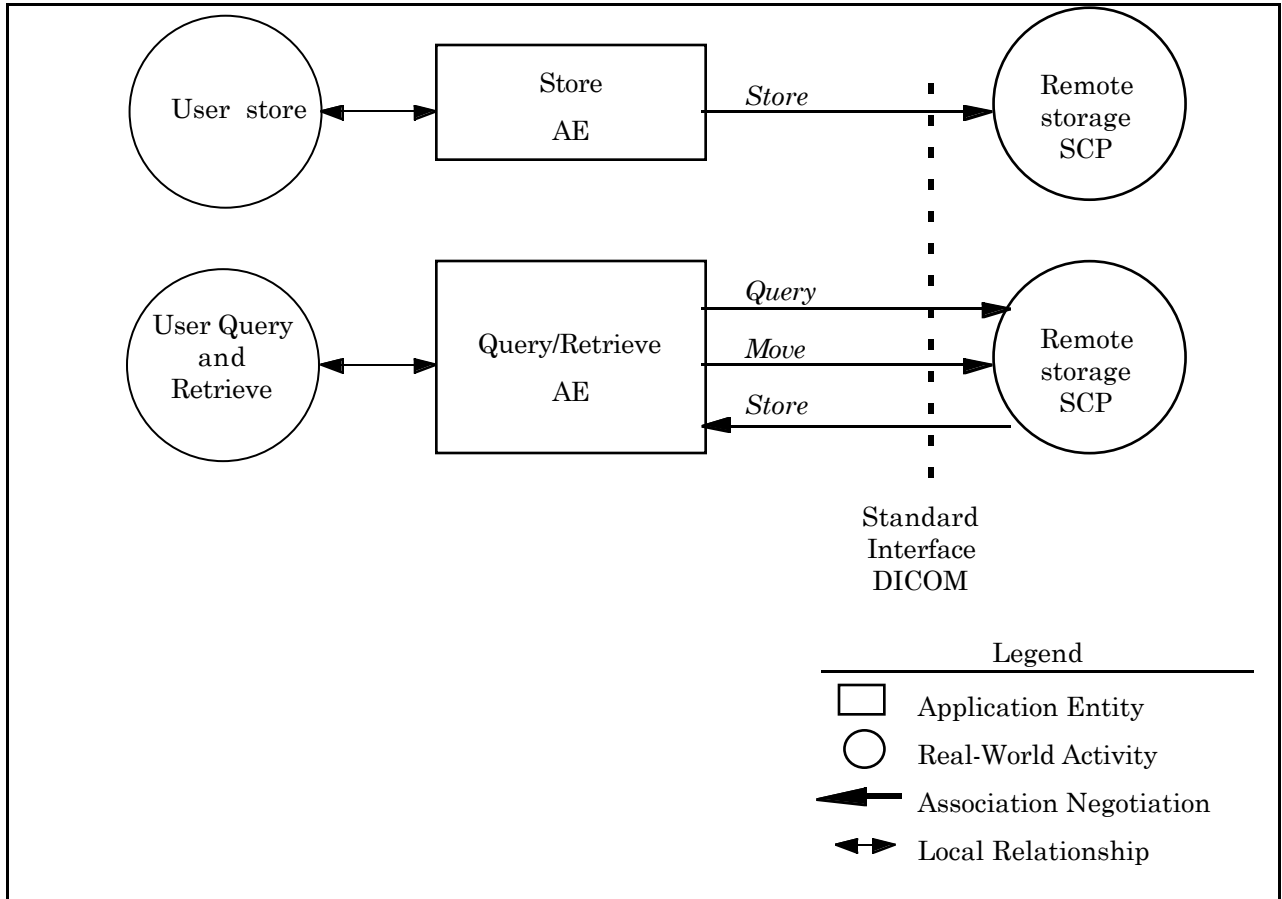 User store
Store
AE
Store
Remote
storage
SCP
User Query
and
Retrieve
Query/Retrieve
AE
Query
Move
Store
Remote
storage
SCP
Standard
Interface
DICOM
Legend
Application Entity
Real-World Activity
Association Negotiation
Local Relationship